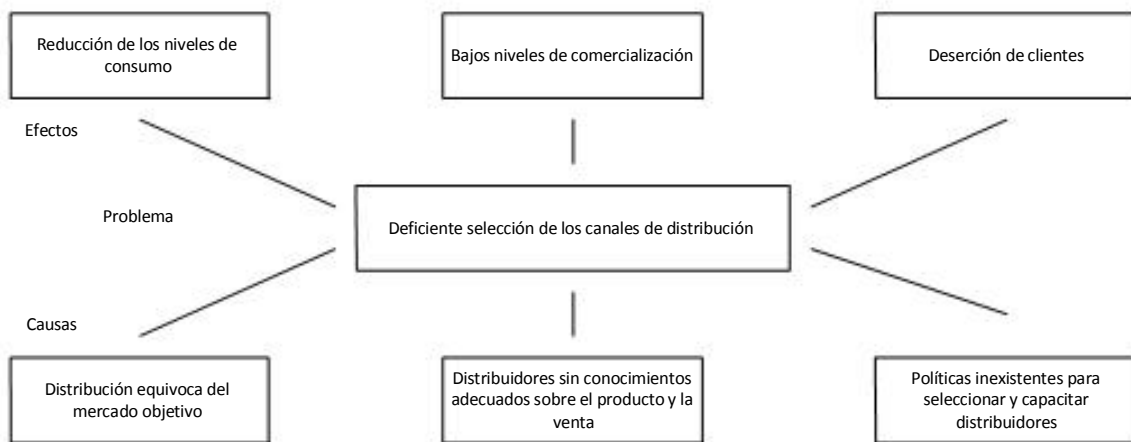 Reducción de los niveles de
consumo
Bajos niveles de comercialización
Deserción de clientes
Efectos
Problema
Deficiente selección de los canales de distribución
Causas
Distribución equivoca del
mercado objetivo
Distribuidores sin conocimientos
adecuados sobre el producto y la
venta
Políticas inexistentes para
seleccionar y capacitar
distribuidores